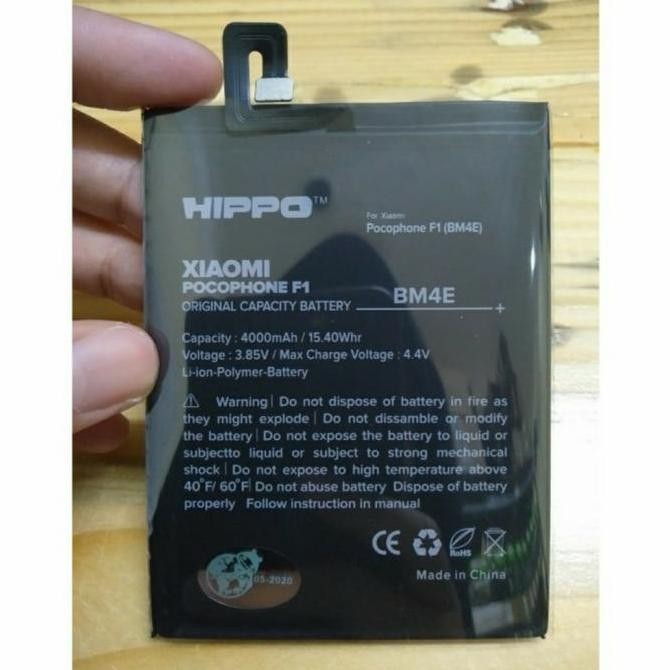 HIPPO™
For Xiaomi
Pocophone F1 (BM4E)
XIAOMI
POCOPHONE F1
ORIGINAL CAPACITY BATTERY
BM4E
+
Capacity : 4000mAh / 15.40Whr
Voltage : 3.85V / Max Charge Voltage : 4.4V
Li-ion-Polymer-Battery
Warning | Do not dispose of battery in fire as
they might explode | Do not dissamble or modify
the battery | Do not expose the battery to liquid or
subjectto liquid or subject to strong mechanical
shock | Do not expose to high temperature above
40°F/ 60°F| Do not abuse battery Dispose of battery
properly Follow instruction in manual
CE
RoHS
Made in China
05-2020